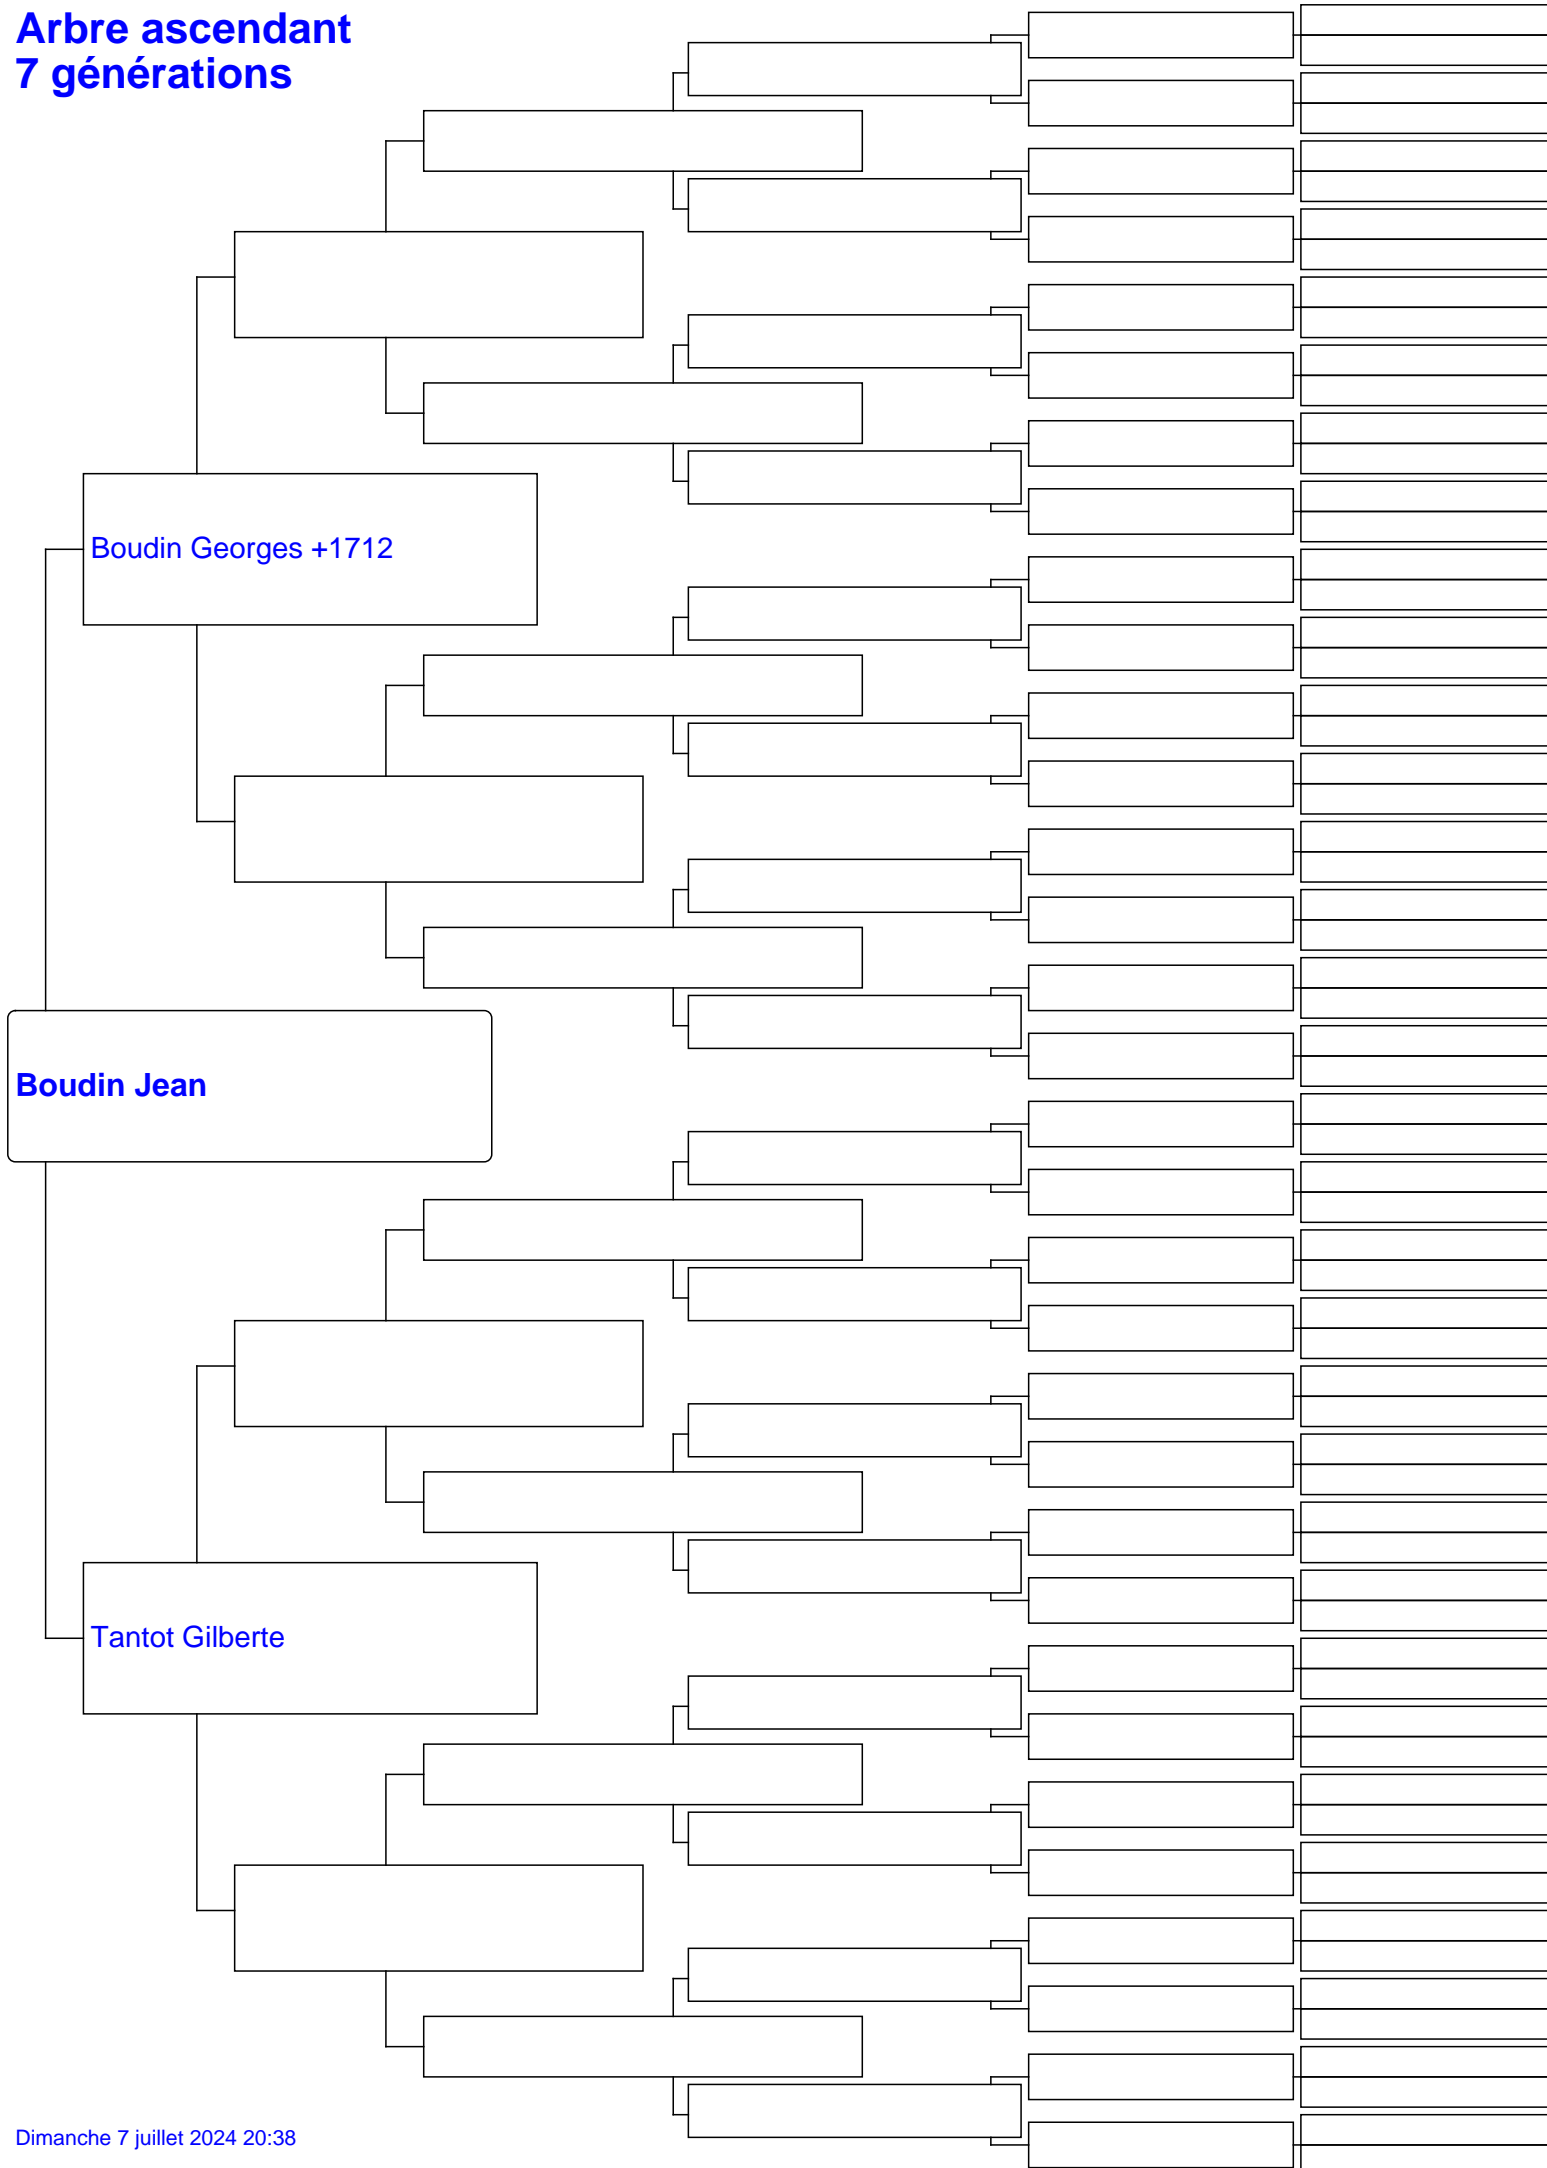 Arbre ascendant
7 générations
Boudin Georges +1712
Boudin Jean
Tantot Gilberte
Dimanche 7 juillet 2024 20:38